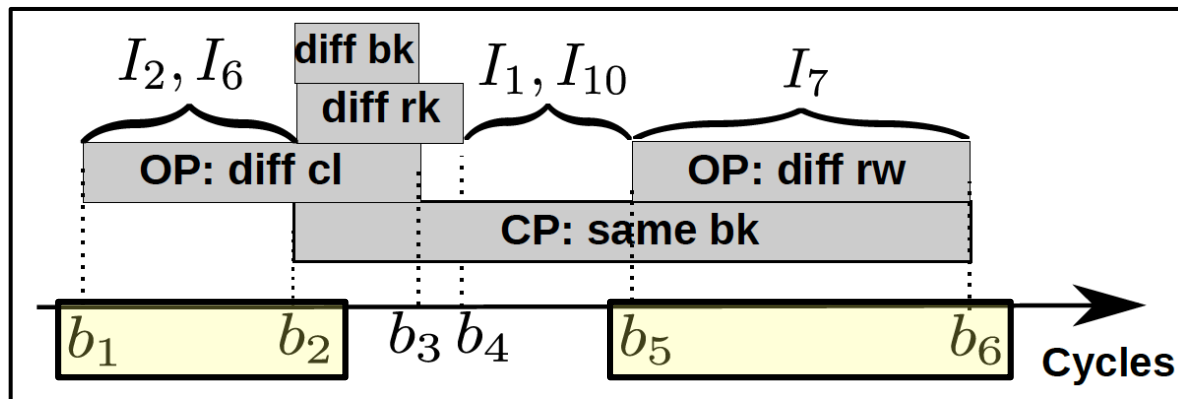 diff bk
I₂, I₆ I₁, I₁₀ I₇
diff rk
OP: diff cl OP: diff rw
CP: same bk
b₁ b₂ b₃ b₄ b₅ b₆
Cycles